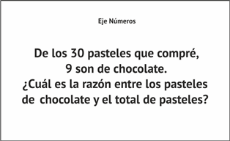 Eje Números
De los 30 pasteles que compré,
9 son de chocolate.
¿Cuál es la razón entre los pasteles
de chocolate y el total de pasteles?